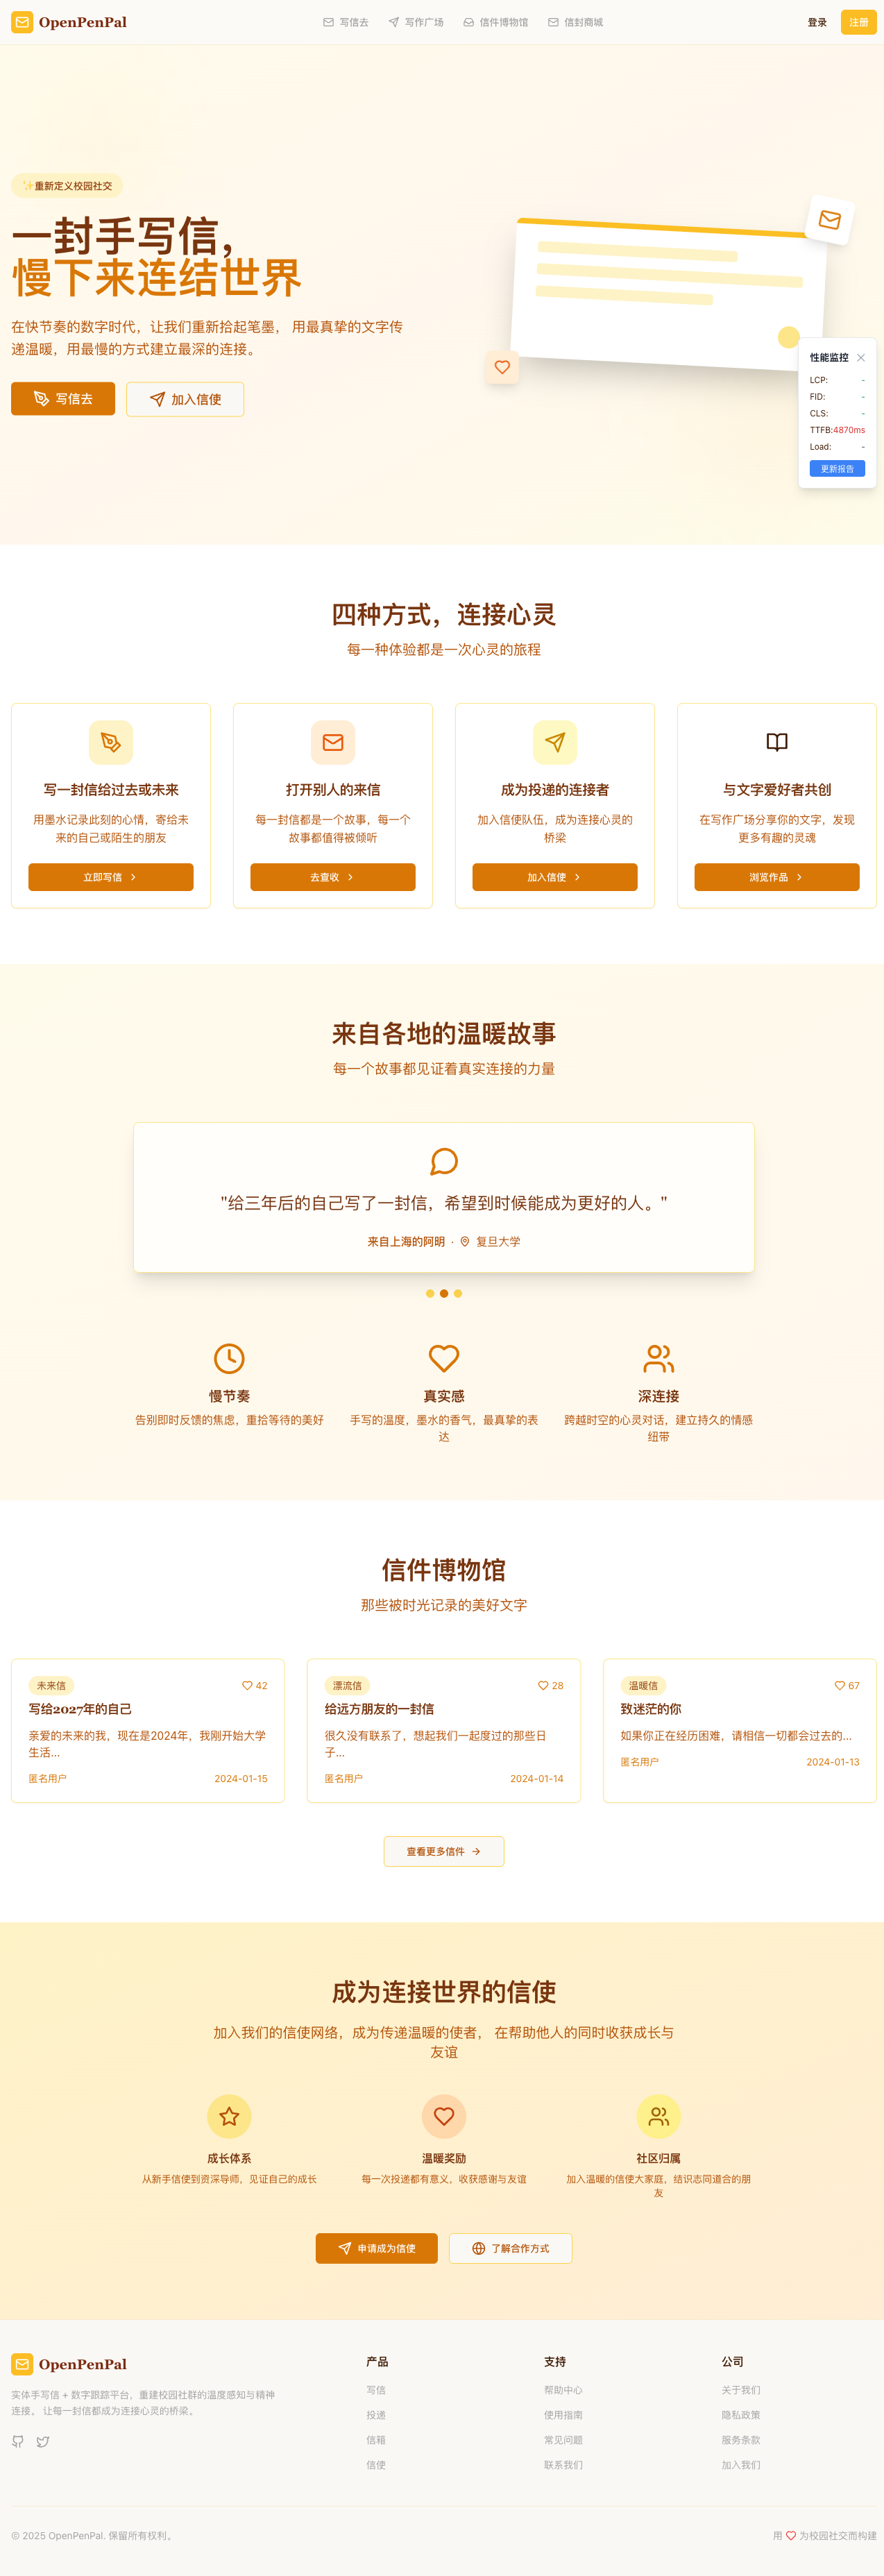 OpenPenPal
写信去
写作广场
信件博物馆
信封商城
登录
注册
✨重新定义校园社交
一封手写信，
慢下来连结世界
在快节奏的数字时代，让我们重新拾起笔墨， 用最真挚的文字传
递温暖，用最慢的方式建立最深的连接。
写信去
加入信使
性能监控
LCP: -
FID: -
CLS: -
TTFB:4870ms
Load: -
更新报告
四种方式，连接心灵
每一种体验都是一次心灵的旅程
写一封信给过去或未来
用墨水记录此刻的心情，寄给未
来的自己或陌生的朋友
立即写信
打开别人的来信
每一封信都是一个故事，每一个
故事都值得被倾听
去查收
成为投递的连接者
加入信使队伍，成为连接心灵的
桥梁
加入信使
与文字爱好者共创
在写作广场分享你的文字，发现
更多有趣的灵魂
浏览作品
来自各地的温暖故事
每一个故事都见证着真实连接的力量
"给三年后的自己写了一封信，希望到时候能成为更好的人。"
来自上海的阿明 · 复旦大学
慢节奏
告别即时反馈的焦虑，重拾等待的美好
真实感
手写的温度，墨水的香气，最真挚的表
达
深连接
跨越时空的心灵对话，建立持久的情感
纽带
信件博物馆
那些被时光记录的美好文字
未来信
42
写给2027年的自己
亲爱的未来的我，现在是2024年，我刚开始大学
生活...
匿名用户
2024-01-15
漂流信
28
给远方朋友的一封信
很久没有联系了，想起我们一起度过的那些日
子...
匿名用户
2024-01-14
温暖信
67
致迷茫的你
如果你正在经历困难，请相信一切都会过去的...
匿名用户
2024-01-13
查看更多信件
成为连接世界的信使
加入我们的信使网络，成为传递温暖的使者， 在帮助他人的同时收获成长与
友谊
成长体系
从新手信使到资深导师，见证自己的成长
温暖奖励
每一次投递都有意义，收获感谢与友谊
社区归属
加入温暖的信使大家庭，结识志同道合的朋
友
申请成为信使
了解合作方式
OpenPenPal
实体手写信 + 数字跟踪平台，重建校园社群的温度感知与精神
连接。 让每一封信都成为连接心灵的桥梁。
产品
写信
投递
信箱
信使
支持
帮助中心
使用指南
常见问题
联系我们
公司
关于我们
隐私政策
服务条款
加入我们
© 2025 OpenPenPal. 保留所有权利。
用 ♡ 为校园社交而构建